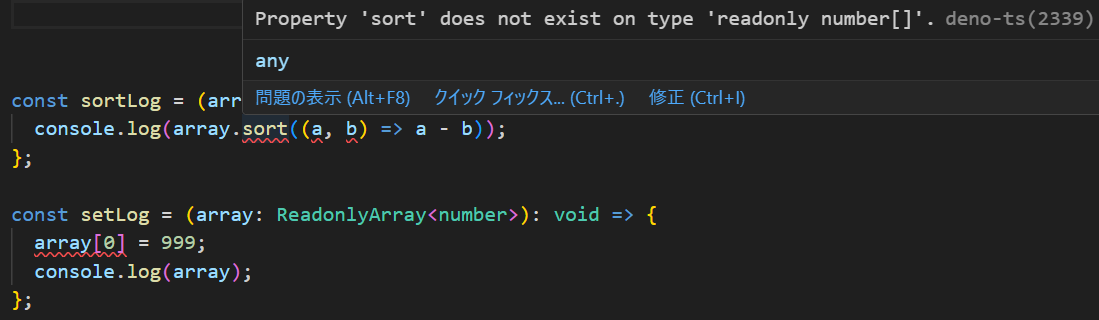 Property 'sort' does not exist on type 'readonly number[]'. deno-ts(2339)
any
問題の表示 (Alt+F8) クイック フィックス... (Ctrl+.) 修正 (Ctrl+I)
const sortLog = (arr
console.log(array.sort((a, b) => a - b));
};
const setLog = (array: ReadonlyArray<number>): void => {
array[0] = 999;
console.log(array);
};